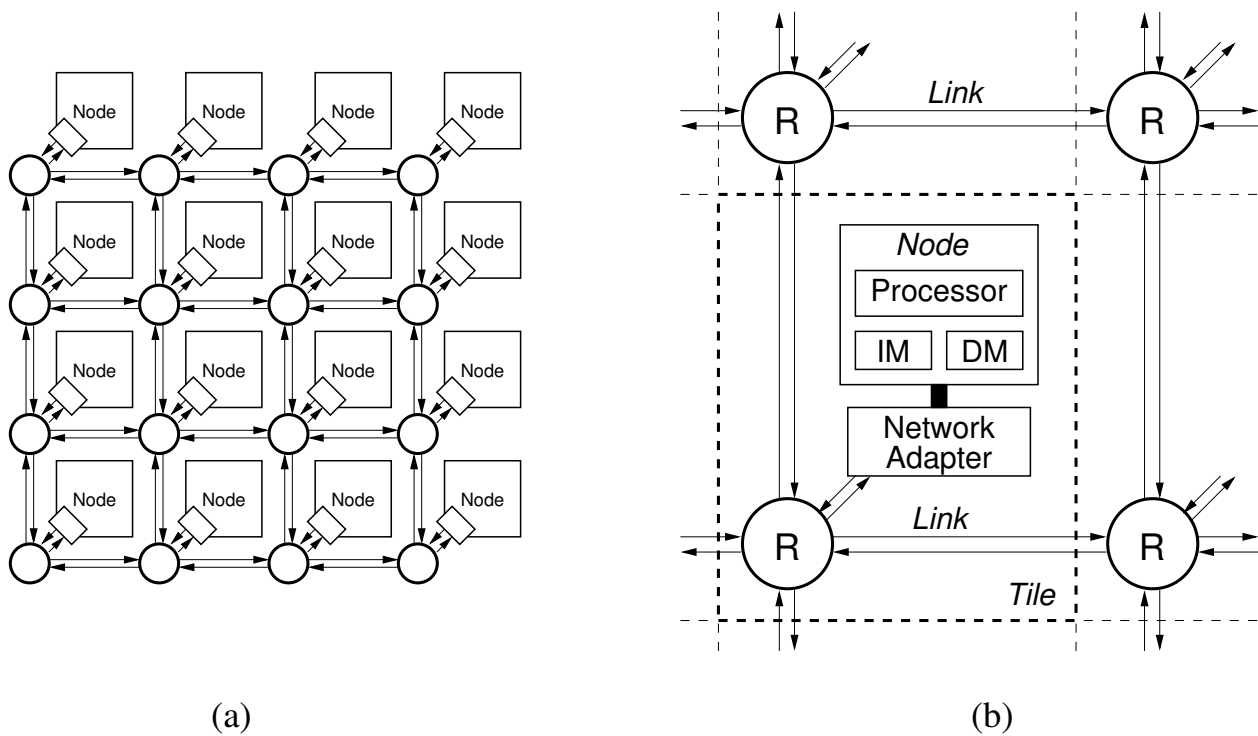 Node Node Node Node
Node Node Node Node
Node Node Node Node
Node Node Node Node
(a)
R Link R
Node
Processor
IM DM
Network
Adapter
R Link R
Tile
(b)